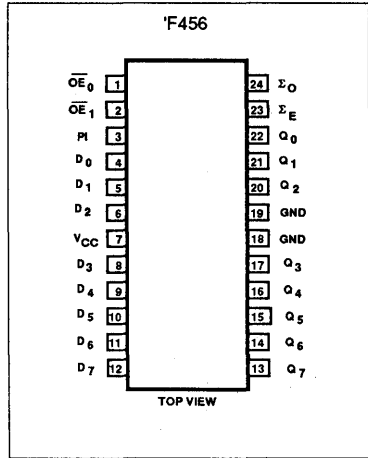 'F456
OE0 1 24 ΣO
OE1 2 23 ΣE
PI 3 22 Q0
D0 4 21 Q1
D1 5 20 Q2
D2 6 19 GND
VCC 7 18 GND
D3 8 17 Q3
D4 9 16 Q4
D5 10 15 Q5
D6 11 14 Q6
D7 12 13 Q7
TOP VIEW